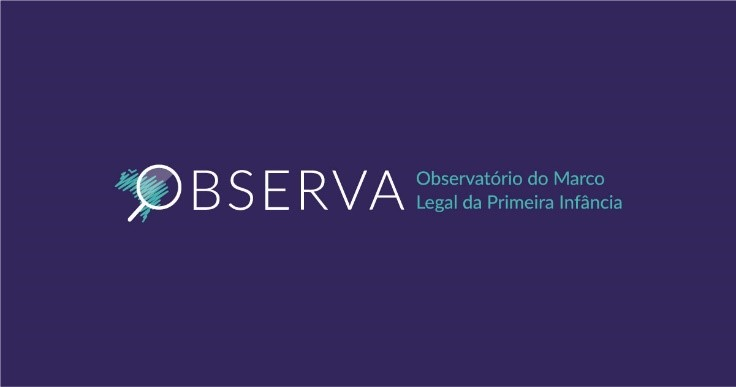 OBSERVA
Observatório do Marco
Legal da Primeira Infância